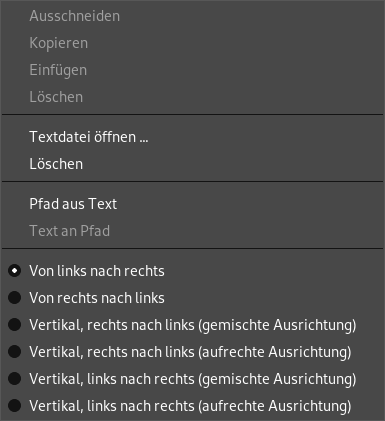 Ausschneiden
Kopieren
Einfügen
Löschen
Textdatei öffnen ...
Löschen
Pfad aus Text
Text an Pfad
Von links nach rechts
Von rechts nach links
Vertikal, rechts nach links (gemischte Ausrichtung)
Vertikal, rechts nach links (aufrechte Ausrichtung)
Vertikal, links nach rechts (gemischte Ausrichtung)
Vertikal, links nach rechts (aufrechte Ausrichtung)